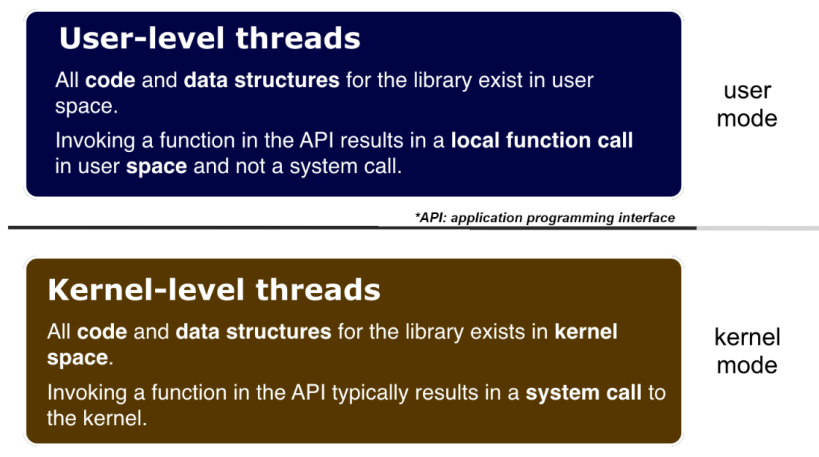 User-level threads
All code and data structures for the library exist in user
space.
Invoking a function in the API results in a local function call
in user space and not a system call.
user
mode
*API: application programming interface
Kernel-level threads
All code and data structures for the library exists in kernel
space.
Invoking a function in the API typically results in a system call to
the kernel.
kernel
mode